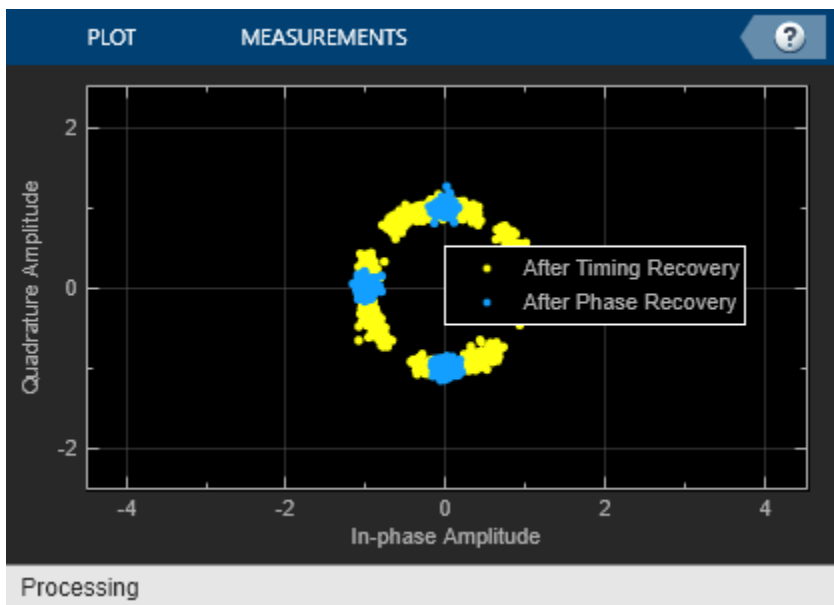 PLOT MEASUREMENTS ?
2
0
-2
Quadrature Amplitude
After Timing Recovery
After Phase Recovery
-4 -2 0 2 4
In-phase Amplitude
Processing